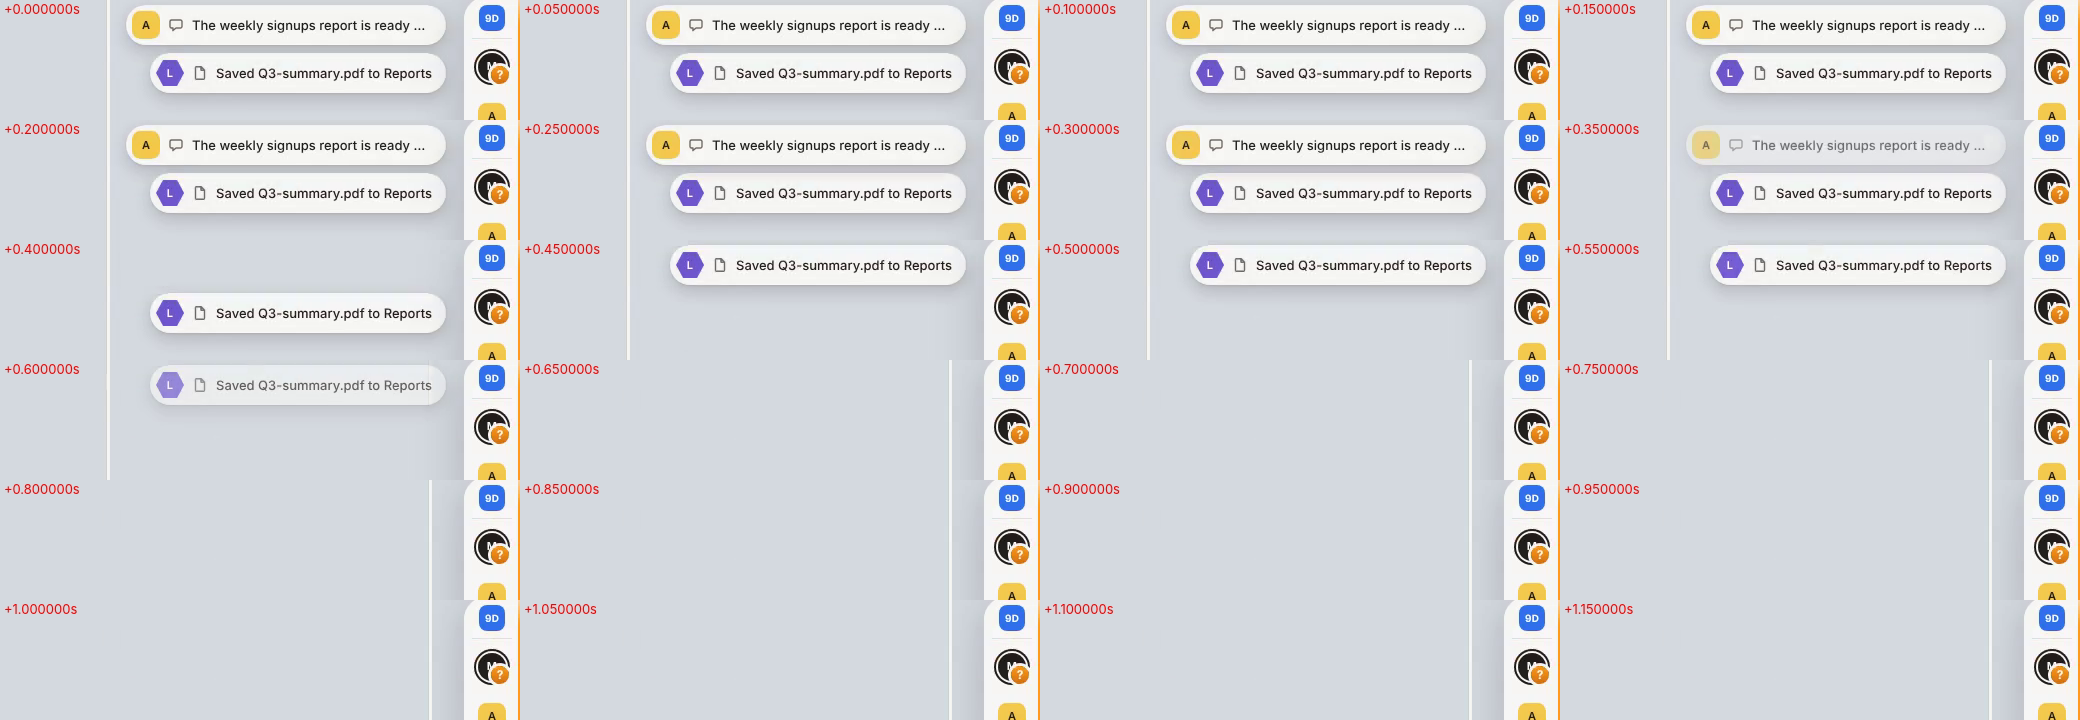 +0.000000s
A The weekly signups report is ready ...
9D
L Saved Q3-summary.pdf to Reports
M ?
A
+0.050000s
A The weekly signups report is ready ...
9D
L Saved Q3-summary.pdf to Reports
M ?
A
+0.100000s
A The weekly signups report is ready ...
9D
L Saved Q3-summary.pdf to Reports
M ?
A
+0.150000s
A The weekly signups report is ready ...
9D
L Saved Q3-summary.pdf to Reports
M ?
A
+0.200000s
A The weekly signups report is ready ...
9D
L Saved Q3-summary.pdf to Reports
M ?
A
+0.250000s
A The weekly signups report is ready ...
9D
L Saved Q3-summary.pdf to Reports
M ?
A
+0.300000s
A The weekly signups report is ready ...
9D
L Saved Q3-summary.pdf to Reports
M ?
A
+0.350000s
A The weekly signups report is ready ...
9D
L Saved Q3-summary.pdf to Reports
M ?
A
+0.400000s
9D
L Saved Q3-summary.pdf to Reports
M ?
A
+0.450000s
9D
L Saved Q3-summary.pdf to Reports
M ?
A
+0.500000s
9D
L Saved Q3-summary.pdf to Reports
M ?
A
+0.550000s
9D
L Saved Q3-summary.pdf to Reports
M ?
A
+0.600000s
9D
L Saved Q3-summary.pdf to Reports
M ?
A
+0.650000s
9D
M ?
A
+0.700000s
9D
M ?
A
+0.750000s
9D
M ?
A
+0.800000s
9D
M ?
A
+0.850000s
9D
M ?
A
+0.900000s
9D
M ?
A
+0.950000s
9D
M ?
A
+1.000000s
9D
M ?
A
+1.050000s
9D
M ?
A
+1.100000s
9D
M ?
A
+1.150000s
9D
M ?
A